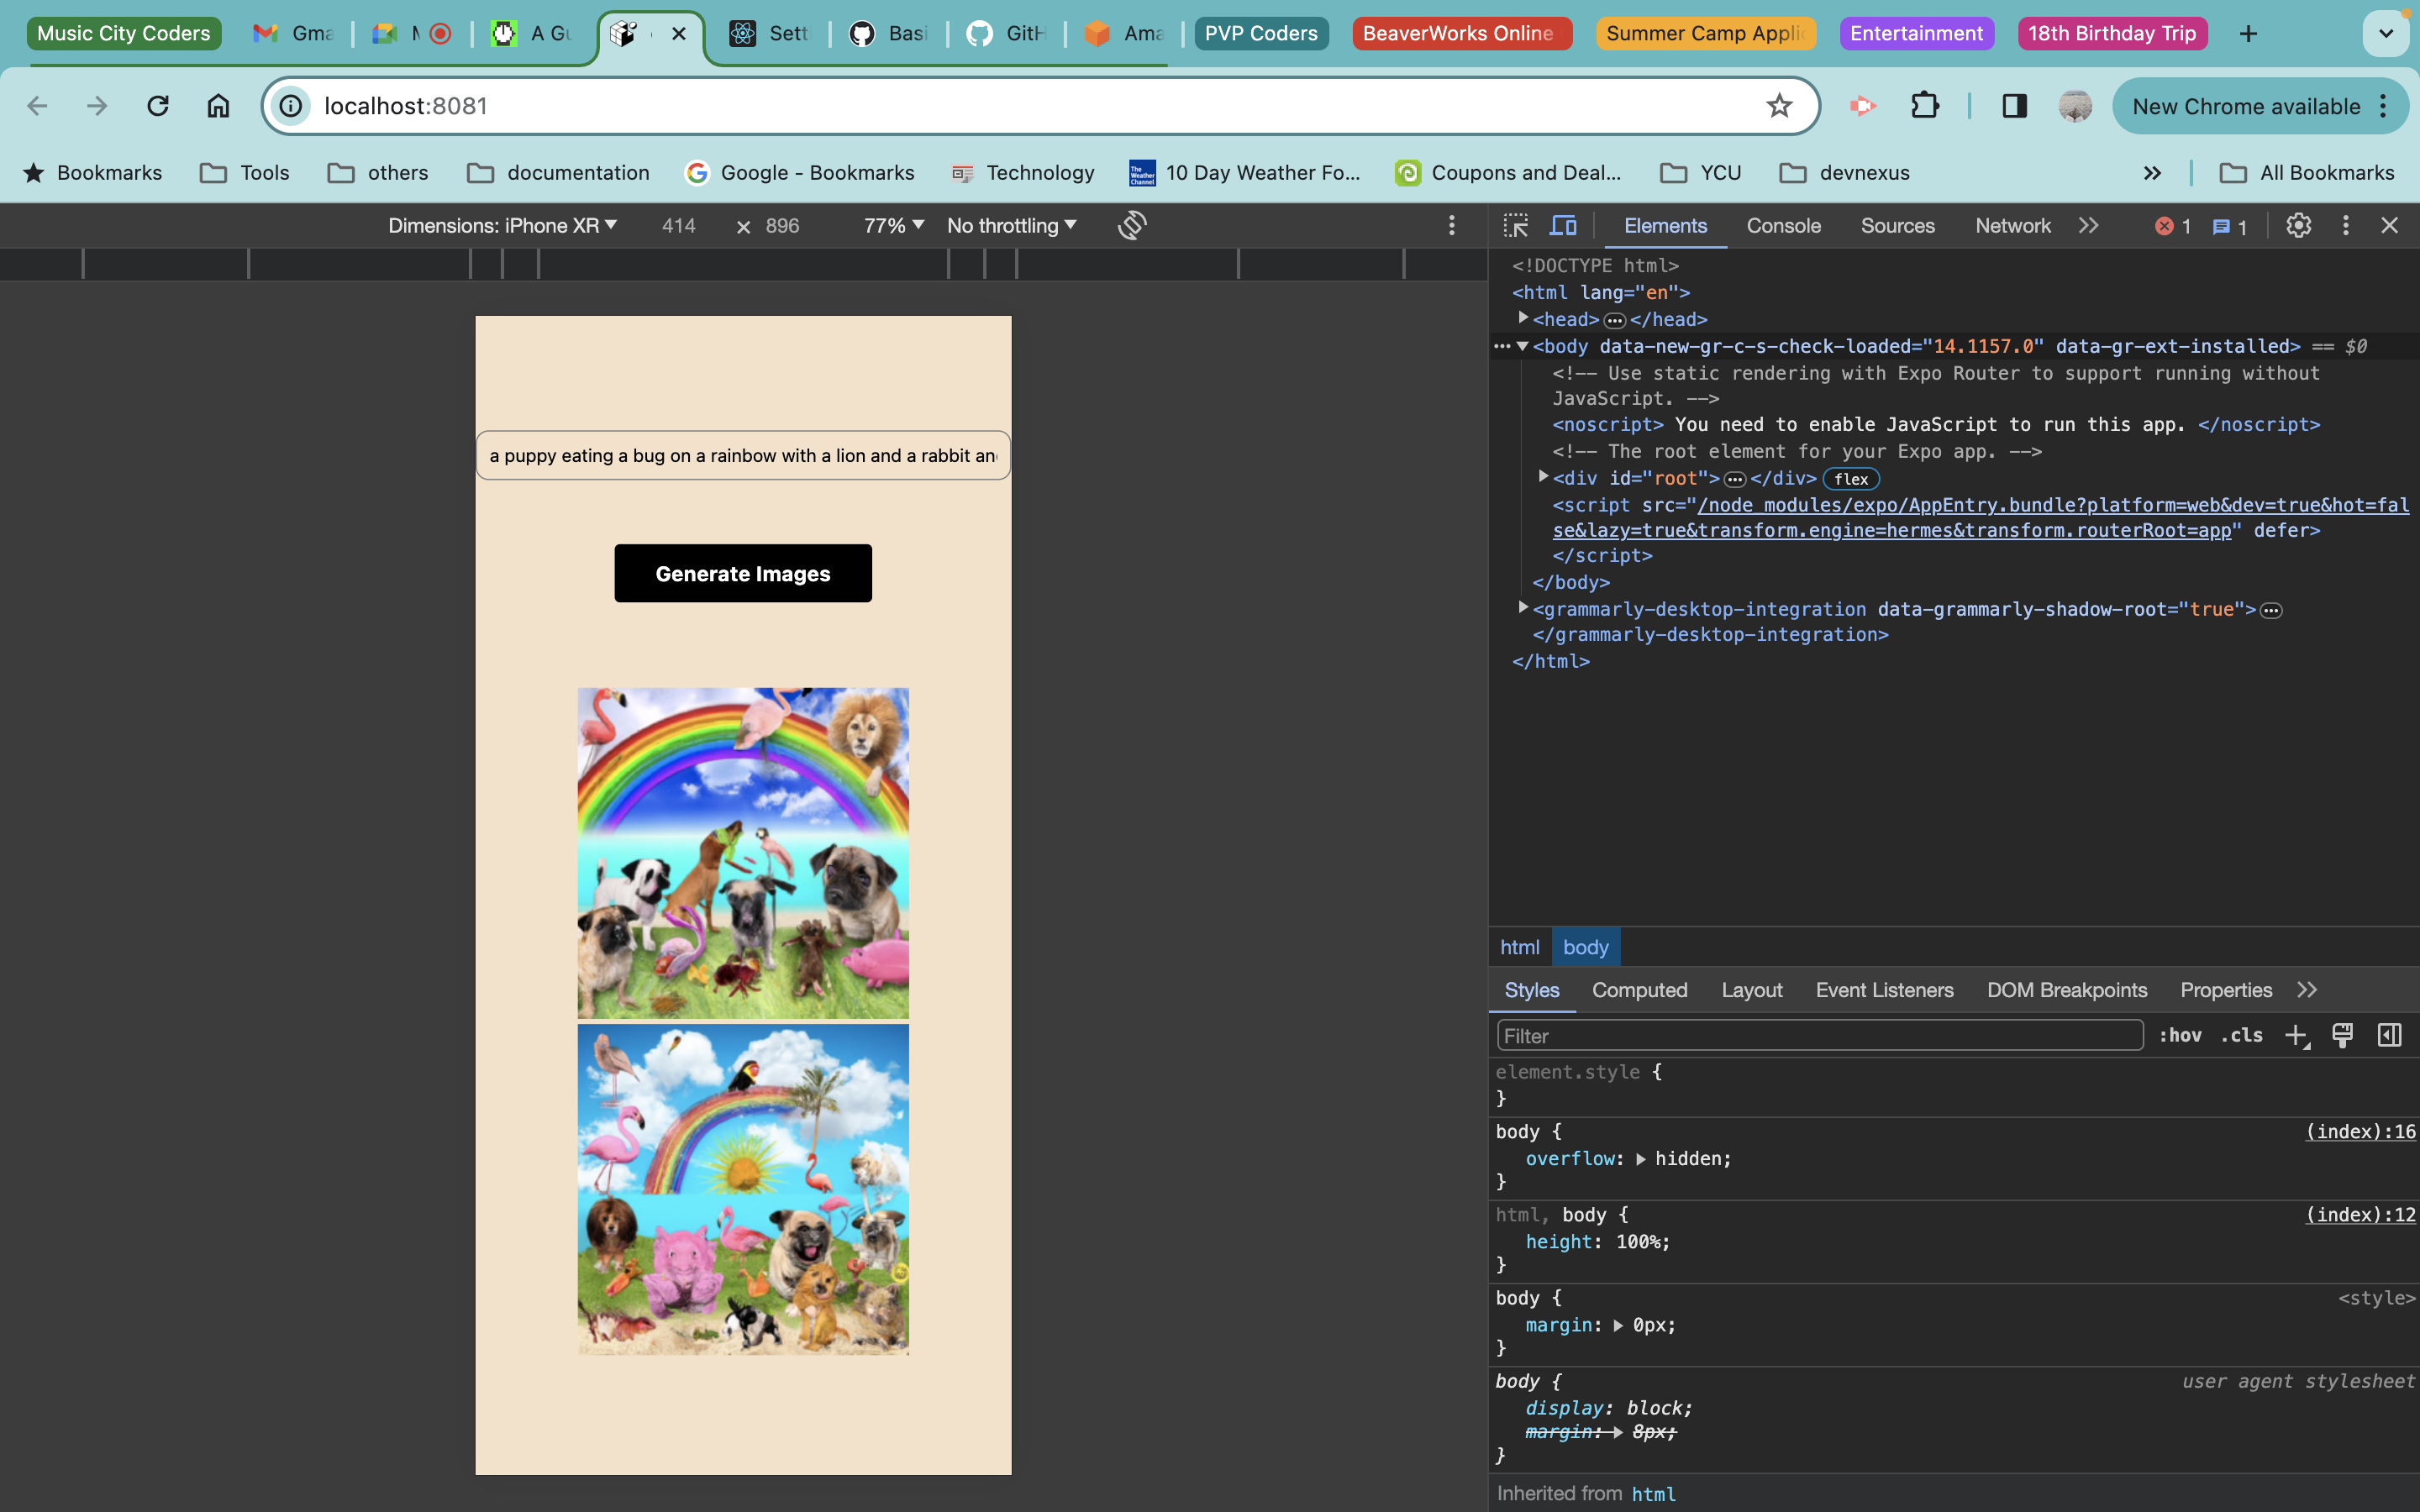 Music City Coders Gma M A Gu Sett Basi GitH Ama PVP Coders BeaverWorks Online Summer Camp Appli Entertainment 18th Birthday Trip
localhost:8081 New Chrome available
Bookmarks Tools others documentation Google - Bookmarks Technology 10 Day Weather Fo... Coupons and Deal... YCU devnexus » All Bookmarks
Dimensions: iPhone XR 414 × 896 77% No throttling
Elements Console Sources Network 1 1
<!DOCTYPE html>
<html lang="en">
<head>…</head>
<body data-new-gr-c-s-check-loaded="14.1157.0" data-gr-ext-installed> == $0
<!-- Use static rendering with Expo Router to support running without
JavaScript. -->
<noscript> You need to enable JavaScript to run this app. </noscript>
<!-- The root element for your Expo app. -->
<div id="root">…</div> flex
<script src="/node_modules/expo/AppEntry.bundle?platform=web&dev=true&hot=fal
se&lazy=true&transform.engine=hermes&transform.routerRoot=app" defer>
</script>
</body>
<grammarly-desktop-integration data-grammarly-shadow-root="true">…
</grammarly-desktop-integration>
</html>
a puppy eating a bug on a rainbow with a lion and a rabbit an
Generate Images
html body
Styles Computed Layout Event Listeners DOM Breakpoints Properties
Filter :hov .cls
element.style {
}
body { (index):16
overflow: hidden;
}
html, body { (index):12
height: 100%;
}
body { <style>
margin: 0px;
}
body { user agent stylesheet
display: block;
margin: 8px;
}
Inherited from html